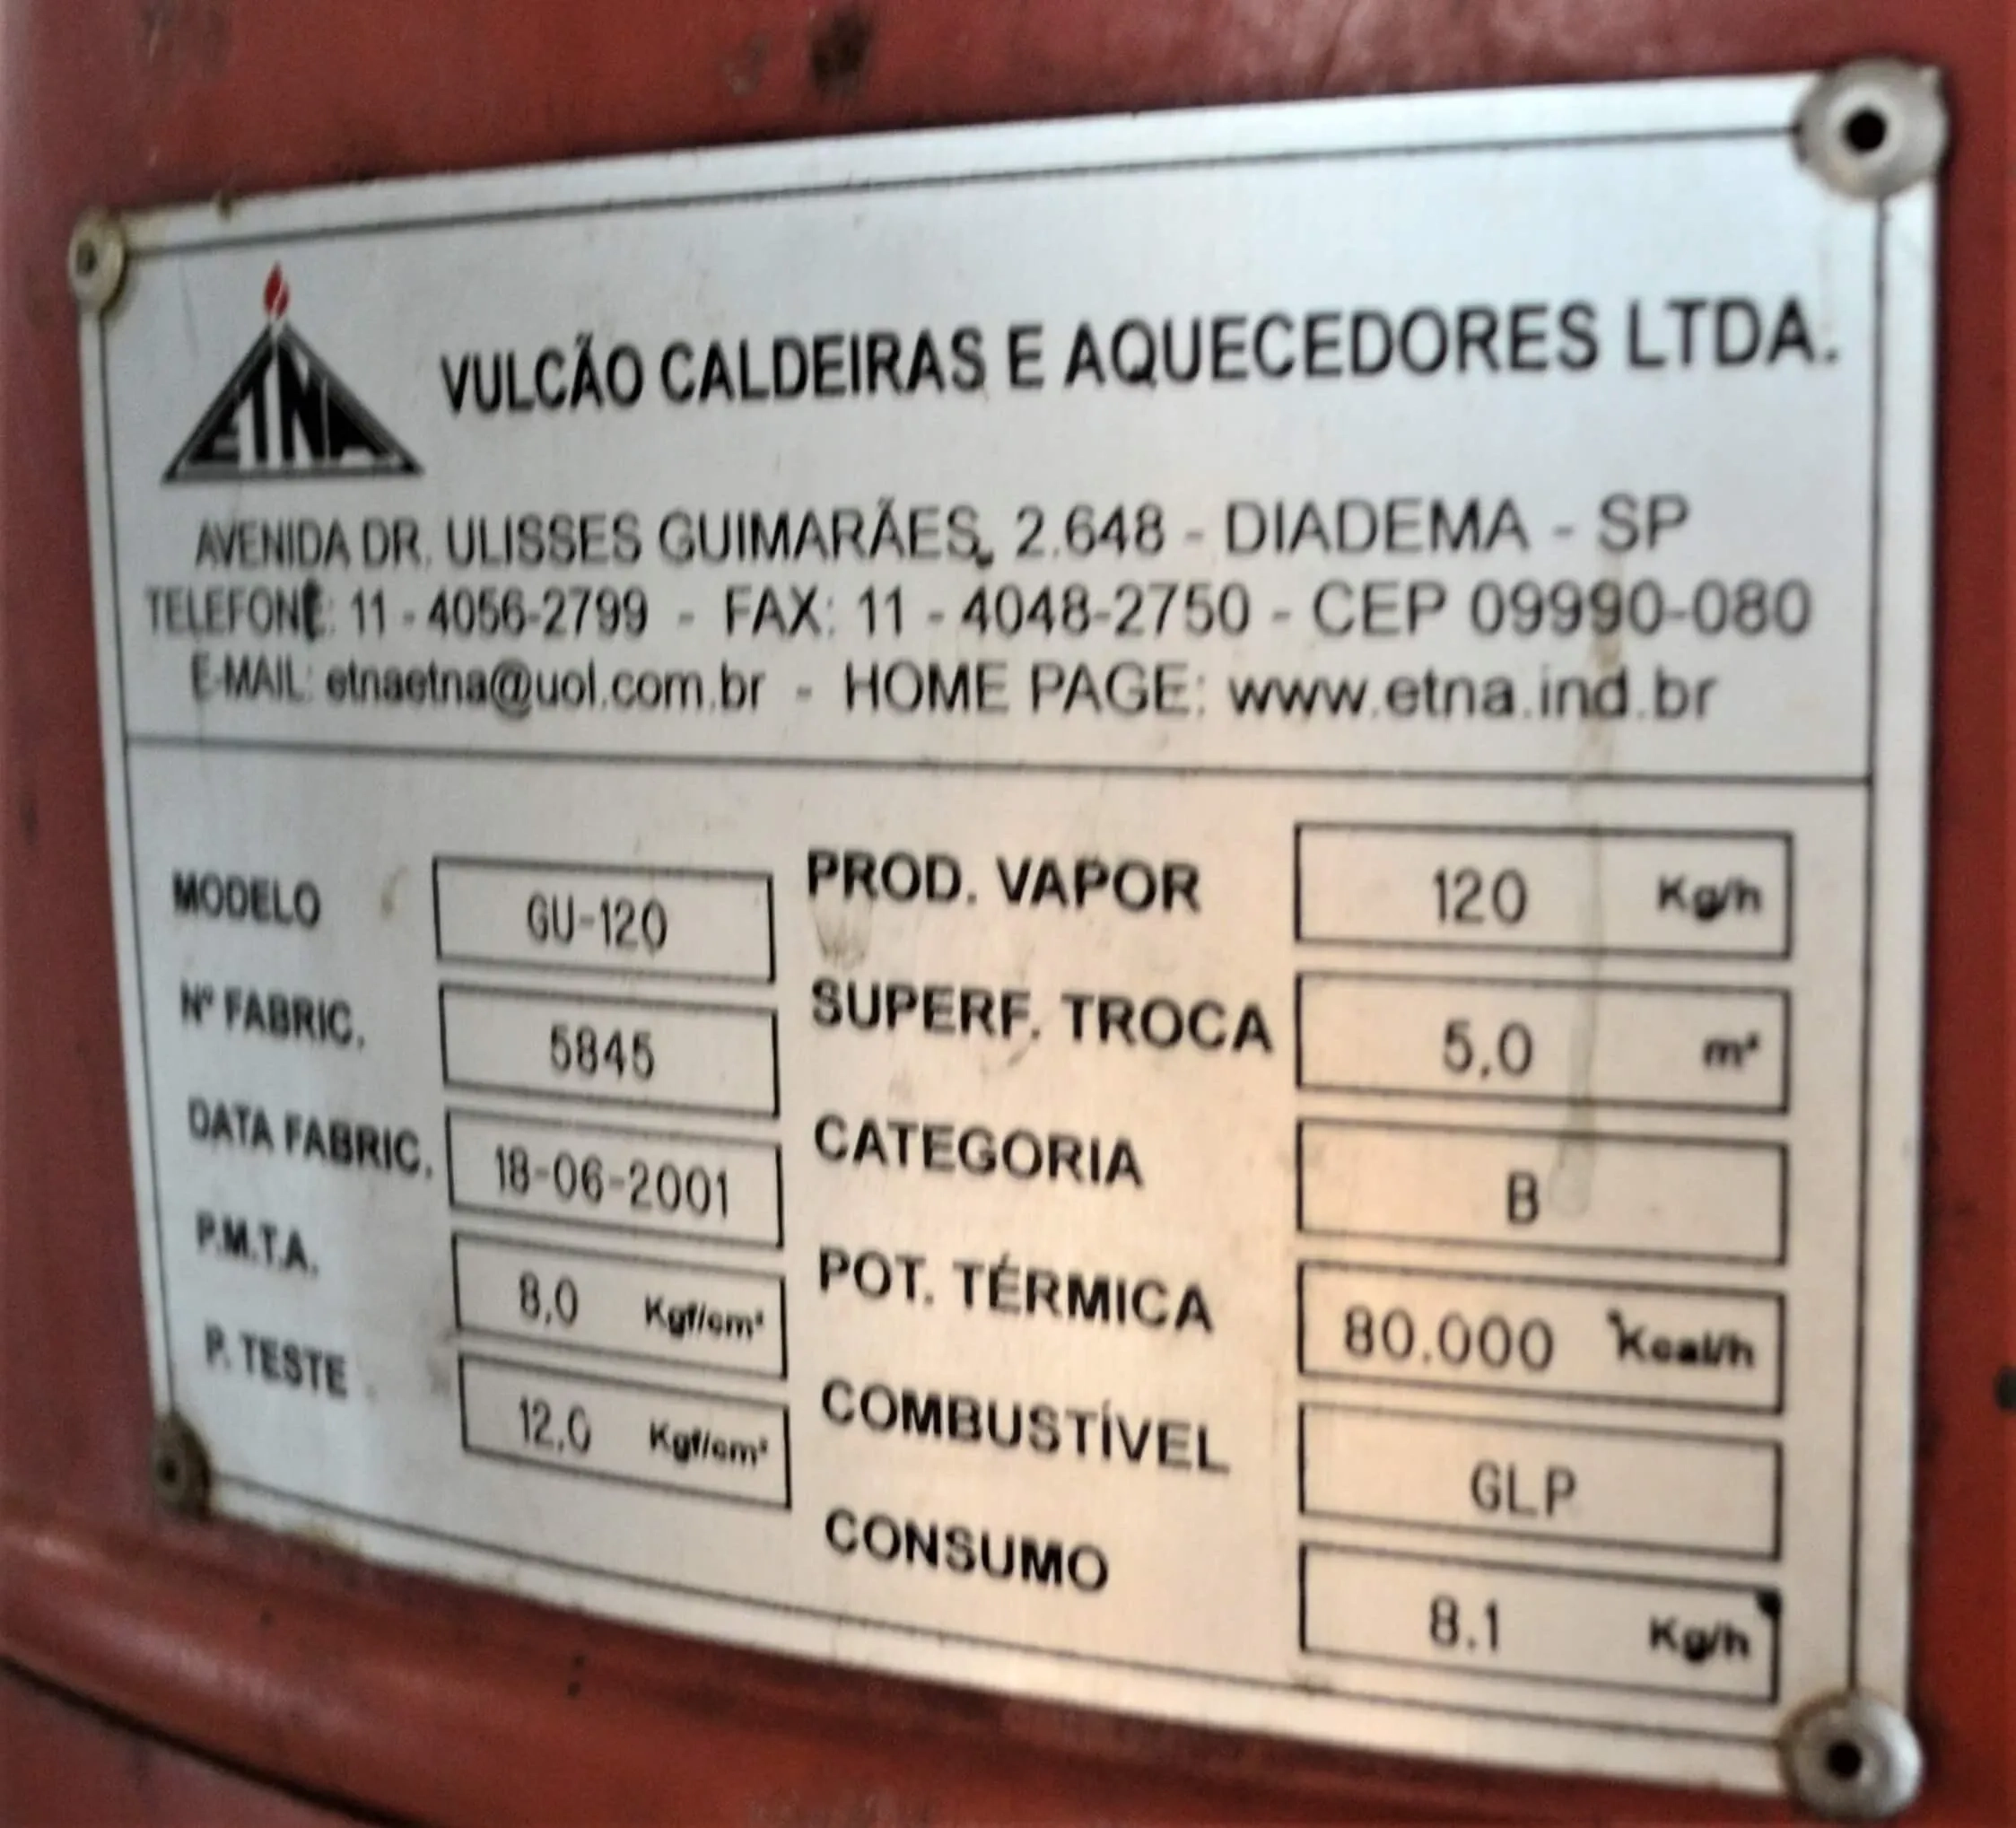 ETNA
VULCÃO CALDEIRAS E AQUECEDORES LTDA.
AVENIDA DR. ULISSES GUIMARÃES, 2.648 - DIADEMA - SP
TELEFONE: 11 - 4056-2799 - FAX: 11 - 4048-2750 - CEP 09990-080
E-MAIL: etnaetna@uol.com.br - HOME PAGE: www.etna.ind.br
MODELO GU-120
Nº FABRIC. 5845
DATA FABRIC. 18-06-2001
P.M.T.A. 8,0 Kgf/cm²
P. TESTE 12,0 Kgf/cm²
PROD. VAPOR 120 Kg/h
SUPERF. TROCA 5,0 m²
CATEGORIA B
POT. TÉRMICA 80.000 Kcal/h
COMBUSTÍVEL GLP
CONSUMO 8.1 Kg/h